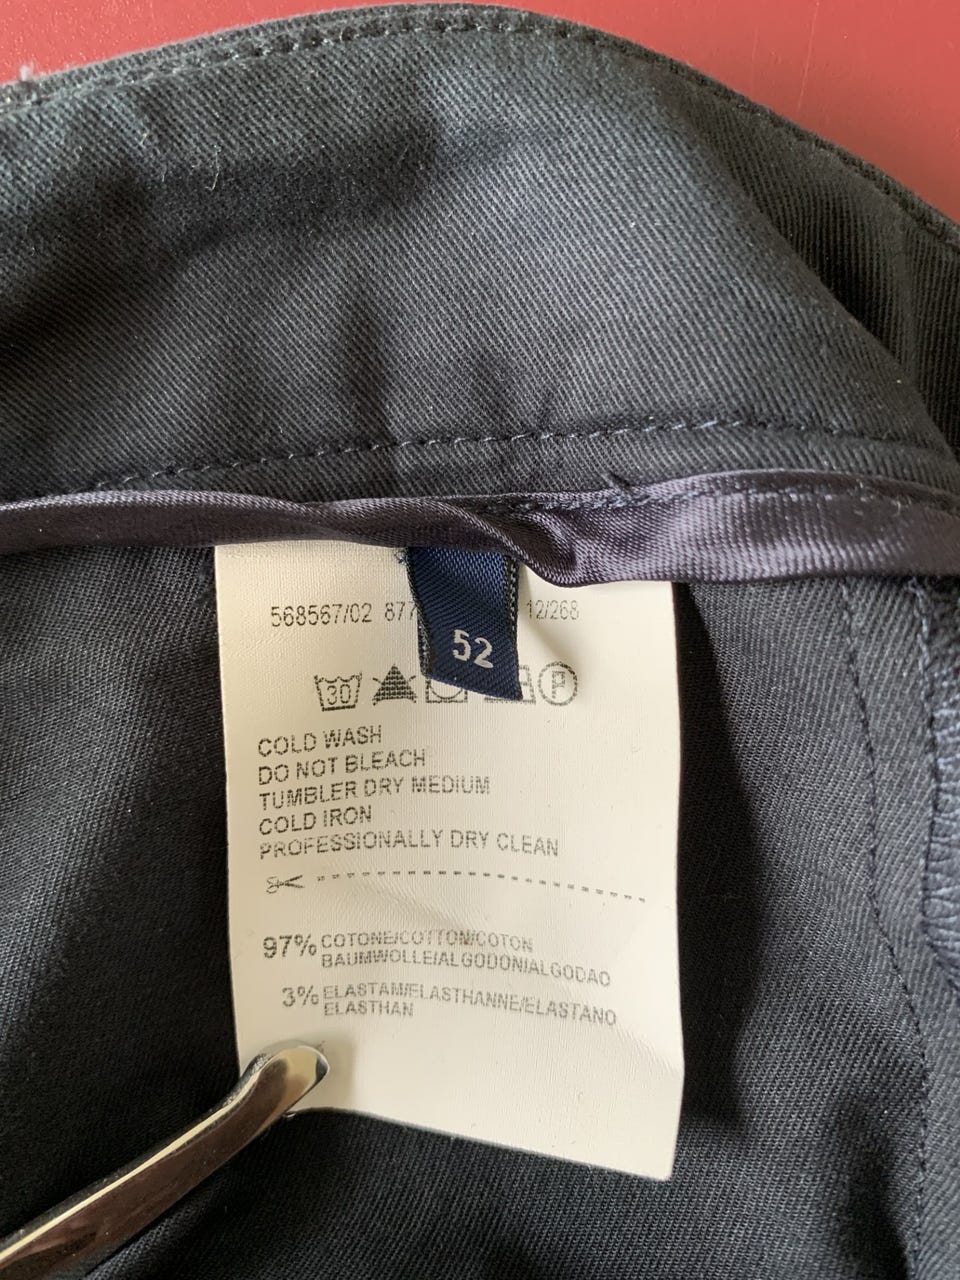 568567/02 877 12/268
52
30 P
COLD WASH
DO NOT BLEACH
TUMBLER DRY MEDIUM
COLD IRON
PROFESSIONALLY DRY CLEAN
97% COTONE/COTTON/COTON
BAUMWOLLE/ALGODON/ALGODAO
3% ELASTAM/ELASTHANNE/ELASTANO
ELASTHAN